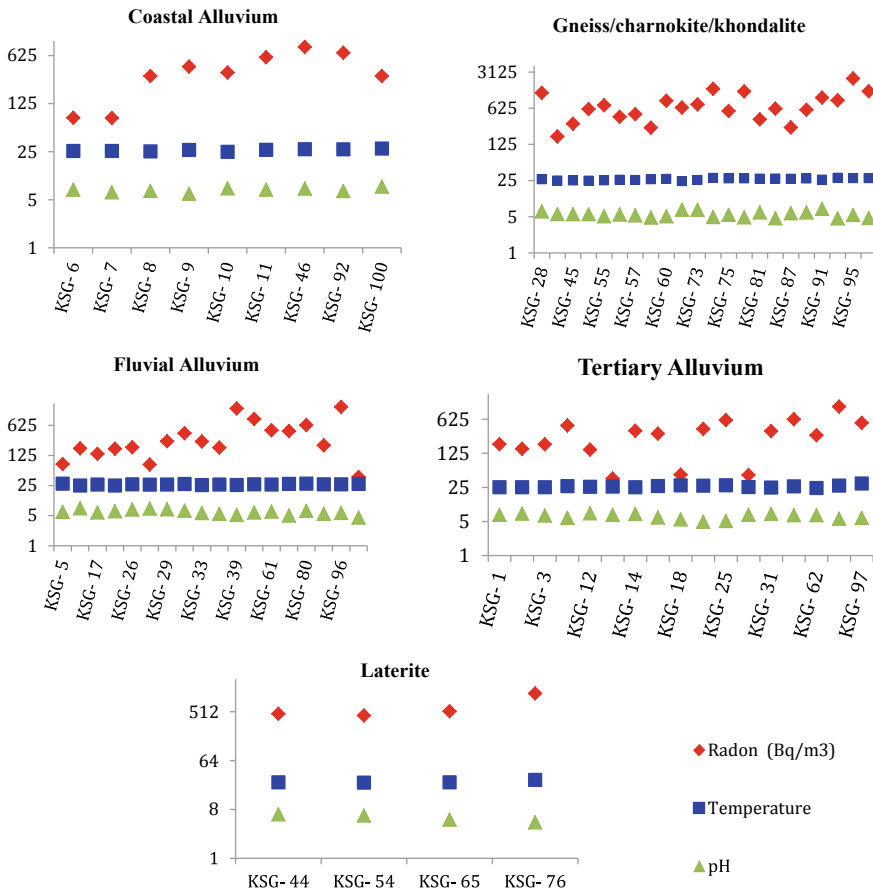 Coastal Alluvium
625
125
25
5
1
KSG- 6
KSG- 7
KSG- 8
KSG- 9
KSG- 10
KSG- 11
KSG- 46
KSG- 92
KSG- 100
Gneiss/charnokite/khondalite
3125
625
125
25
5
1
KSG- 28
KSG- 45
KSG- 55
KSG- 57
KSG- 60
KSG- 73
KSG- 75
KSG- 81
KSG- 87
KSG- 91
KSG- 95
Fluvial Alluvium
625
125
25
5
1
KSG- 5
KSG- 17
KSG- 26
KSG- 29
KSG- 33
KSG- 39
KSG- 61
KSG- 80
KSG- 96
Tertiary Alluvium
625
125
25
5
1
KSG- 1
KSG- 3
KSG- 12
KSG- 14
KSG- 18
KSG- 25
KSG- 31
KSG- 62
KSG- 97
Laterite
512
64
8
1
KSG- 44
KSG- 54
KSG- 65
KSG- 76
Radon (Bq/m3)
Temperature
pH